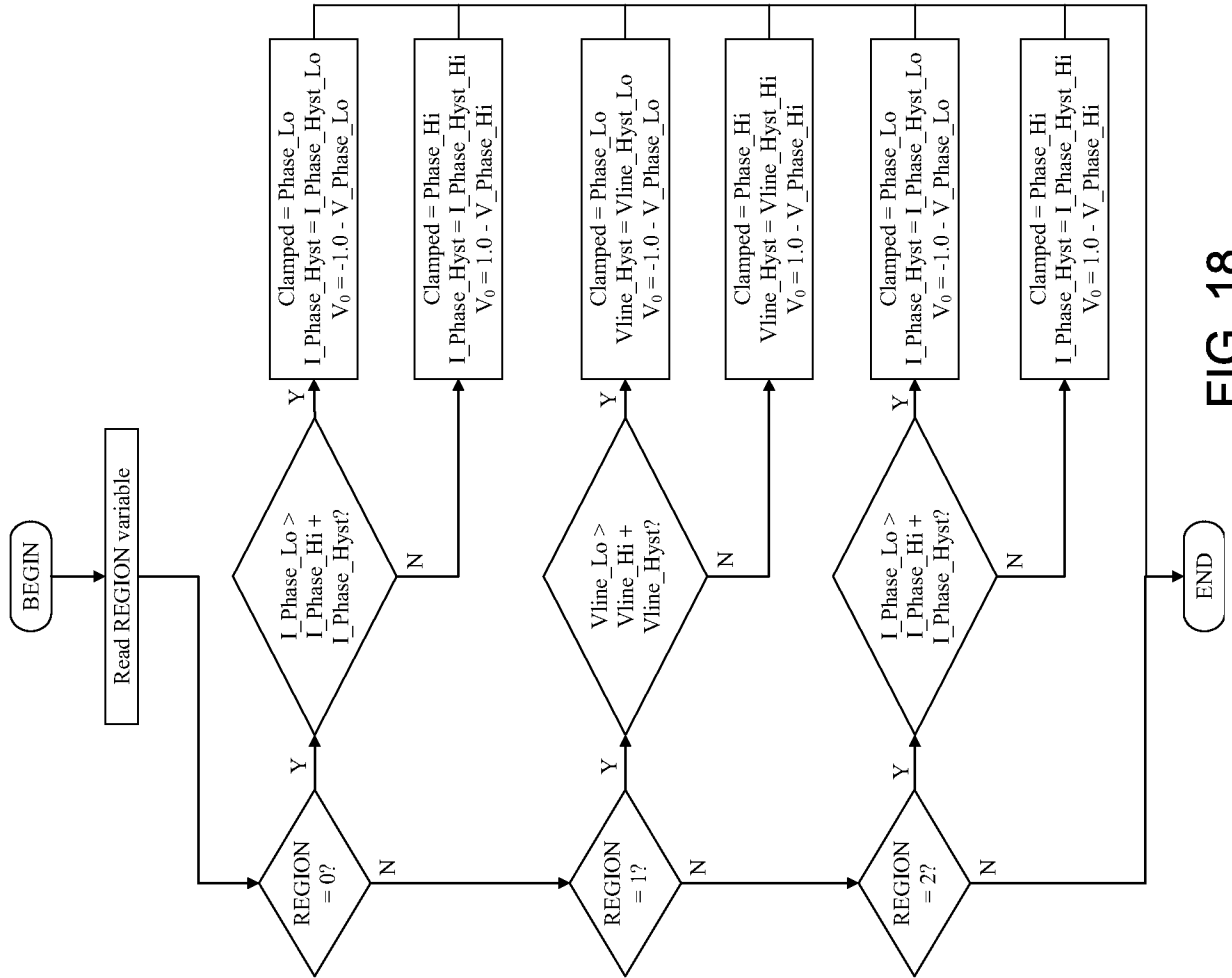 BEGIN
Read REGION variable
REGION
= 0?
Y
N
I_Phase_Lo >
I_Phase_Hi +
I_Phase_Hyst?
Y
N
Clamped = Phase_Lo
I_Phase_Hyst = I_Phase_Hyst_Lo
V0 = -1.0 - V_Phase_Lo
Clamped = Phase_Hi
I_Phase_Hyst = I_Phase_Hyst_Hi
V0 = 1.0 - V_Phase_Hi
REGION
= 1?
Y
N
Vline_Lo >
Vline_Hi +
Vline_Hyst?
Y
N
Clamped = Phase_Lo
Vline_Hyst = Vline_Hyst_Lo
V0 = -1.0 - V_Phase_Lo
Clamped = Phase_Hi
Vline_Hyst = Vline_Hyst_Hi
V0 = 1.0 - V_Phase_Hi
REGION
= 2?
Y
N
I_Phase_Lo >
I_Phase_Hi +
I_Phase_Hyst?
Y
N
Clamped = Phase_Lo
I_Phase_Hyst = I_Phase_Hyst_Lo
V0 = -1.0 - V_Phase_Lo
Clamped = Phase_Hi
I_Phase_Hyst = I_Phase_Hyst_Hi
V0 = 1.0 - V_Phase_Hi
END
FIG. 18